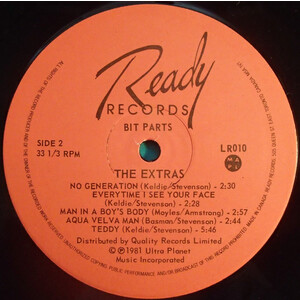 Ready
RECORDS
BIT PARTS
SIDE 2
33 1/3 RPM
LR010
THE EXTRAS
NO GENERATION (Keldie/Stevenson) - 2:30
EVERYTIME I SEE YOUR FACE
(Keldie/Stevenson) - 2:28
MAN IN A BOY'S BODY (Moyles/Armstrong) - 2:57
AQUA VELVA MAN (Basman/Stevenson) - 3:44
TEDDY (Keldie/Stevenson) - 5:46
Distributed by Quality Records Limited
℗©1981 Ultra Planet
Music Incorporated